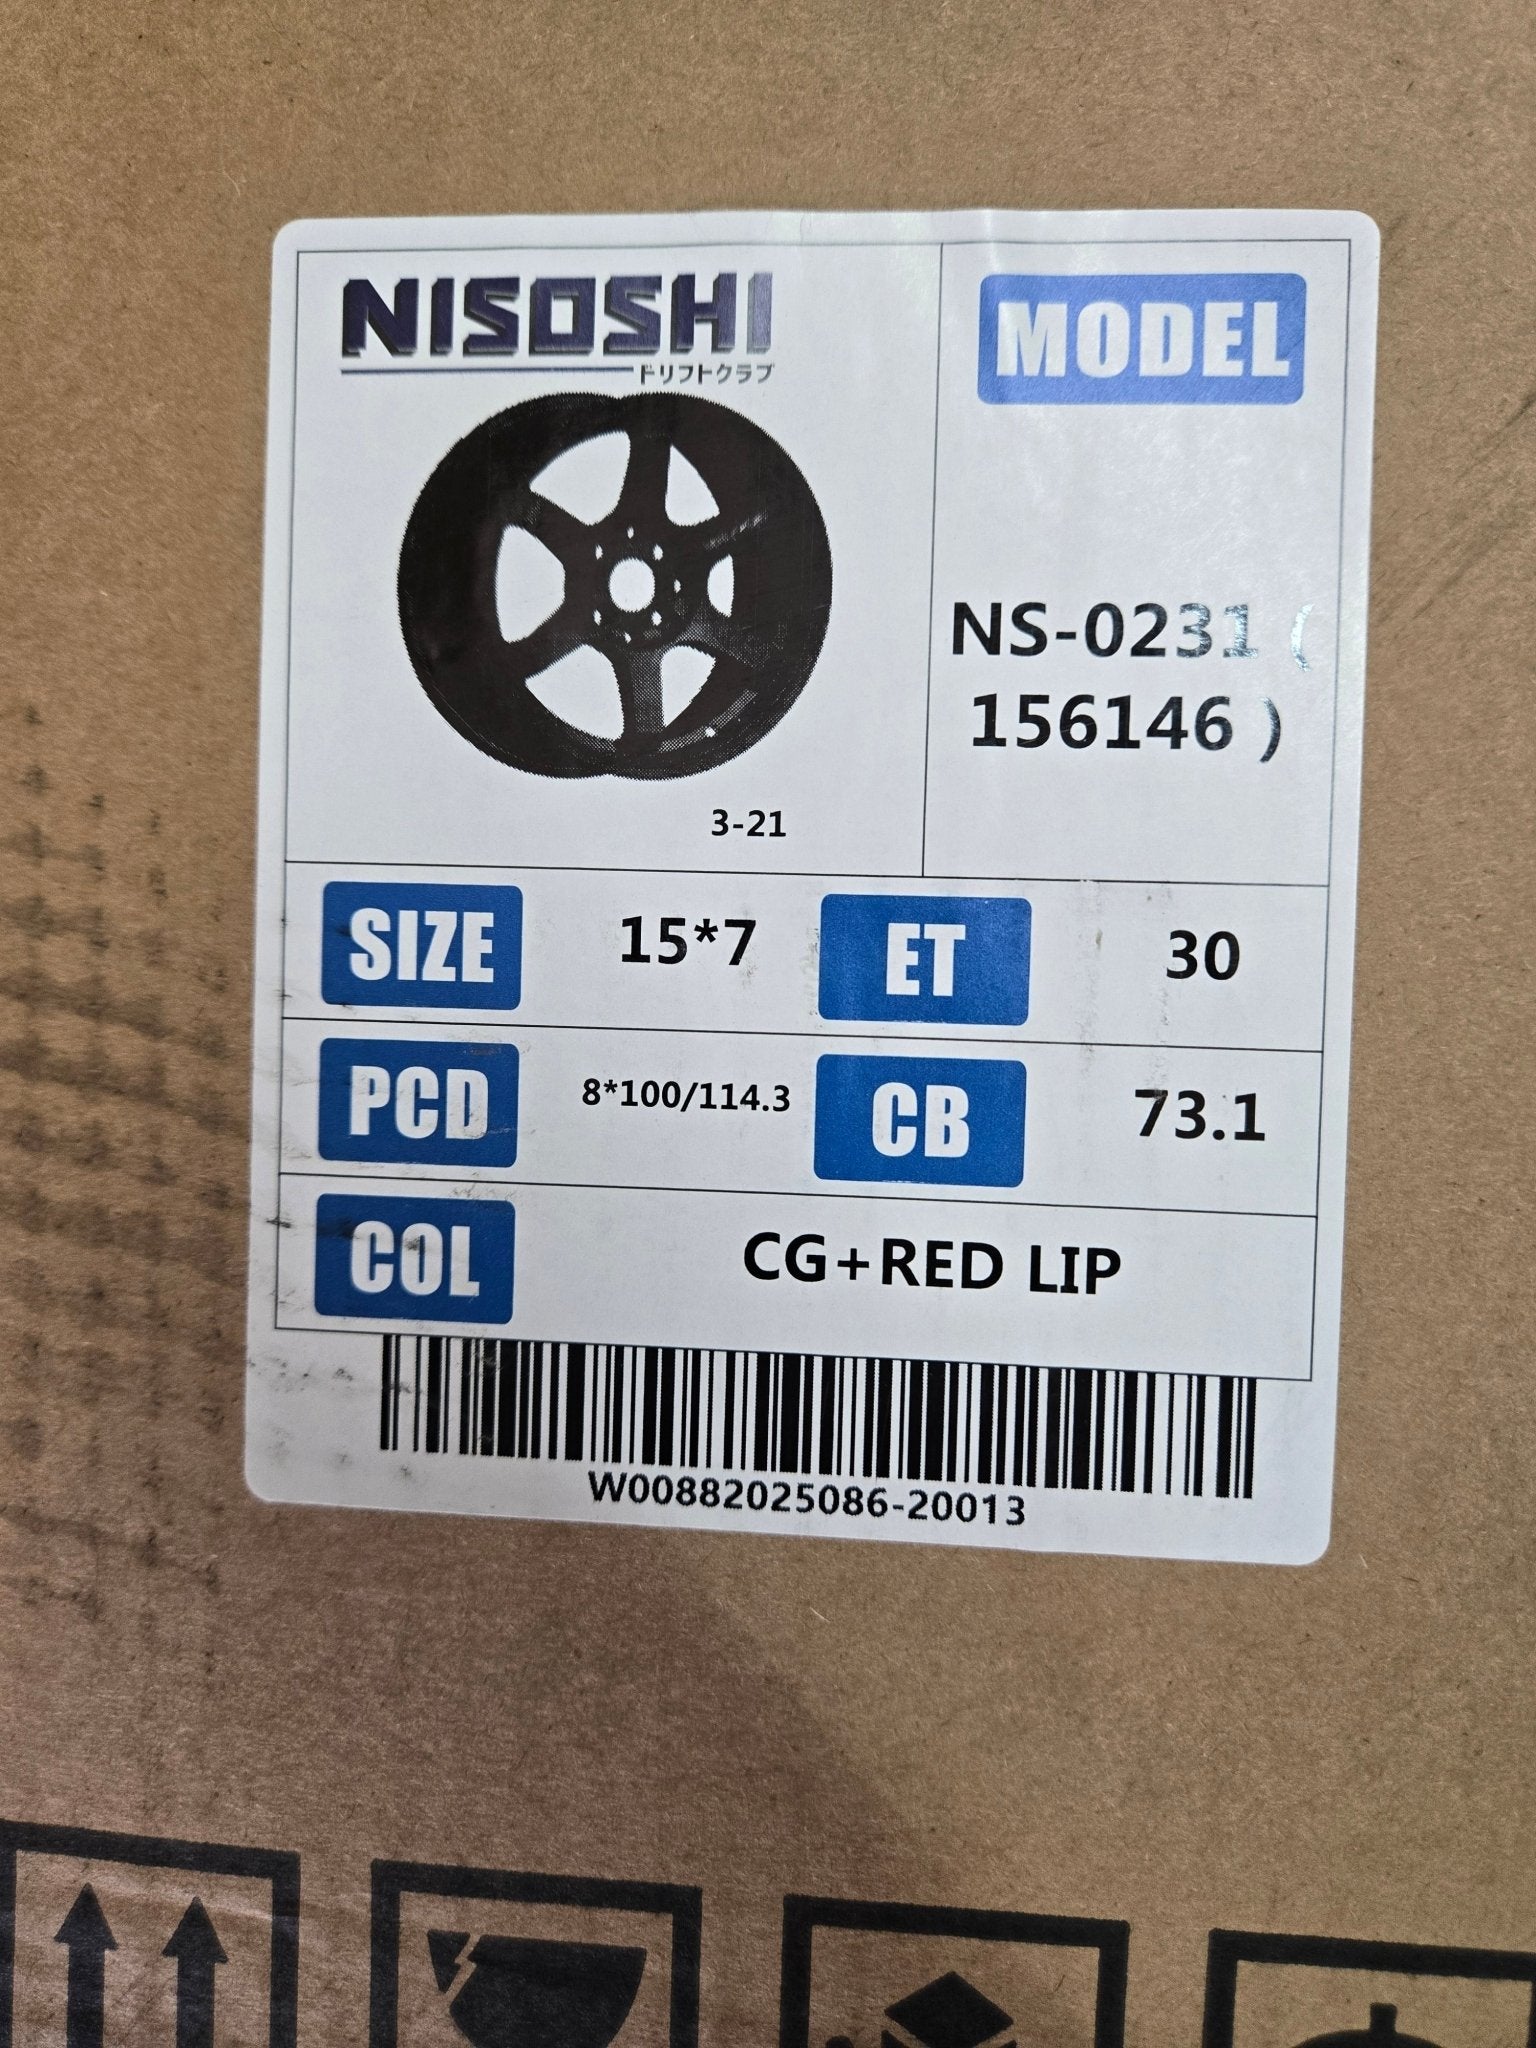 NISOSHI
ドリフトクラブ
3-21
MODEL
NS-0231 (
156146 )
SIZE 15*7 ET 30
PCD 8*100/114.3 CB 73.1
COL CG+RED LIP
W00882025086-20013